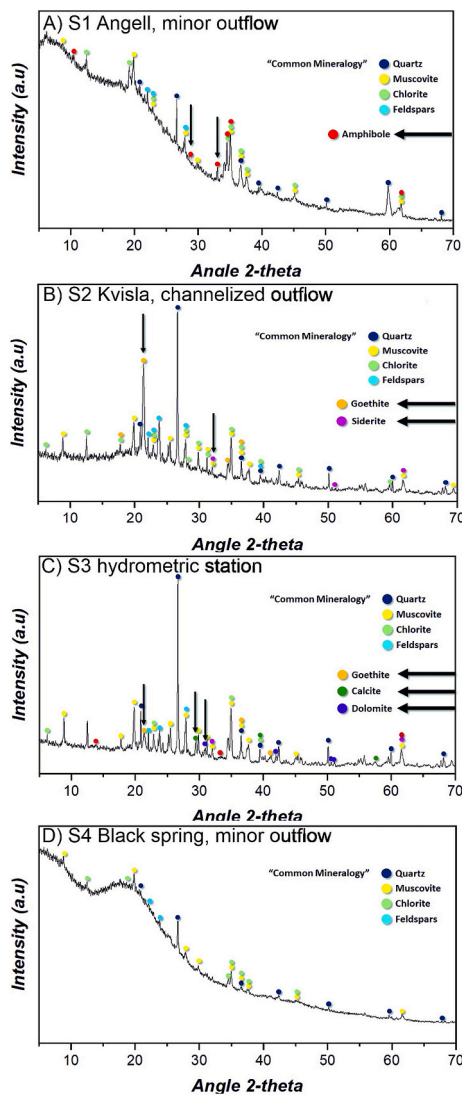 A) S1 Angell, minor outflow
"Common Mineralogy"
Quartz
Muscovite
Chlorite
Feldspars
Amphibole
Intensity (a.u)
10 20 30 40 50 60 70
Angle 2-theta
B) S2 Kvisla, channelized outflow
"Common Mineralogy"
Quartz
Muscovite
Chlorite
Feldspars
Goethite
Siderite
Intensity (a.u)
10 20 30 40 50 60 70
Angle 2-theta
C) S3 hydrometric station
"Common Mineralogy"
Quartz
Muscovite
Chlorite
Feldspars
Goethite
Calcite
Dolomite
Intensity (a.u)
10 20 30 40 50 60 70
Angle 2-theta
D) S4 Black spring, minor outflow
"Common Mineralogy"
Quartz
Muscovite
Chlorite
Feldspars
Intensity (a.u)
10 20 30 40 50 60 70
Angle 2-theta